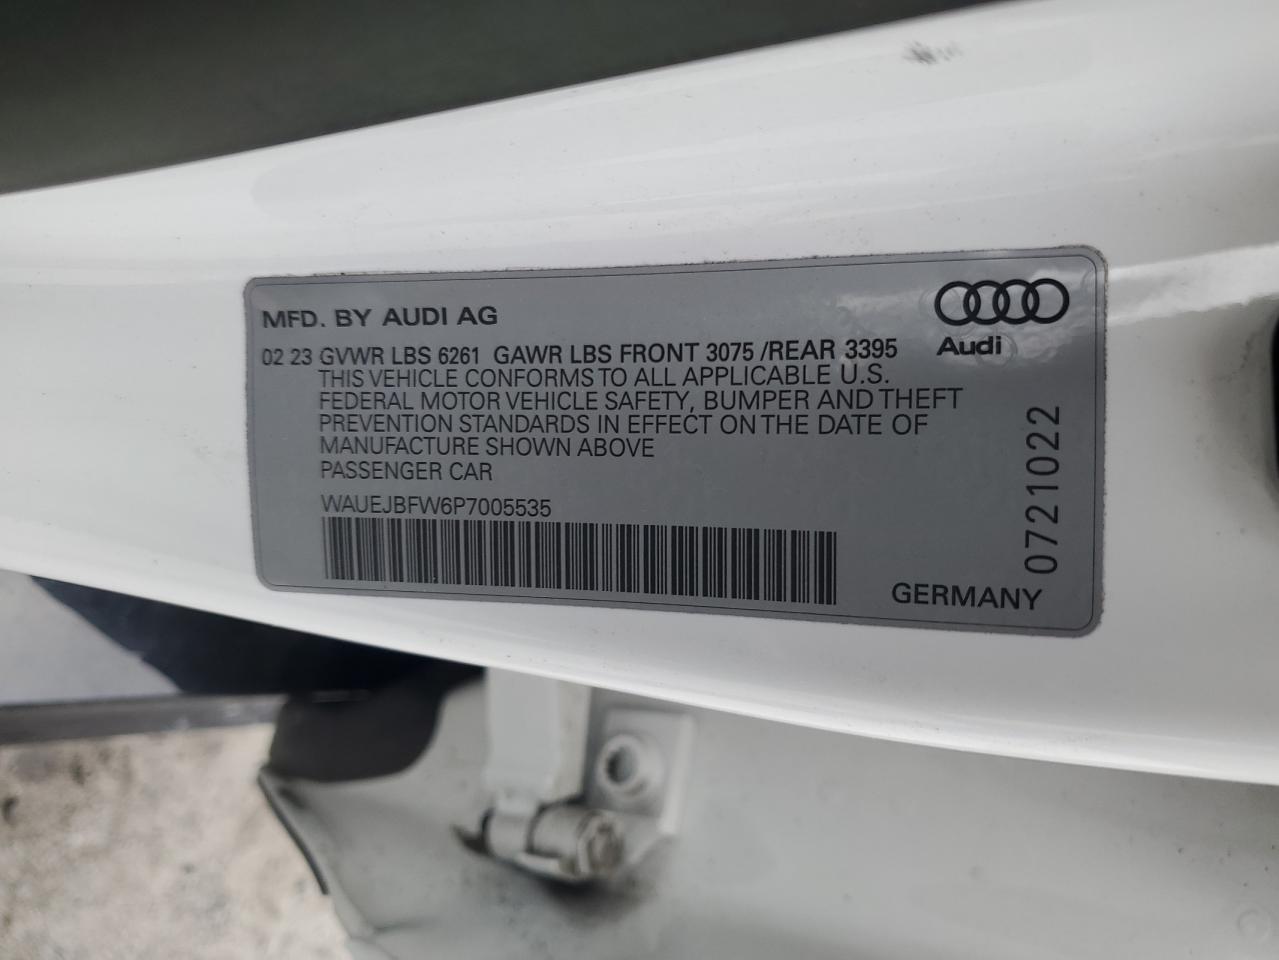 MFD. BY AUDI AG
Audi
02 23 GVWR LBS 6261 GAWR LBS FRONT 3075 /REAR 3395
THIS VEHICLE CONFORMS TO ALL APPLICABLE U.S.
FEDERAL MOTOR VEHICLE SAFETY, BUMPER AND THEFT
PREVENTION STANDARDS IN EFFECT ON THE DATE OF
MANUFACTURE SHOWN ABOVE
PASSENGER CAR
WAUEJBFW6P7005535
0721022
GERMANY